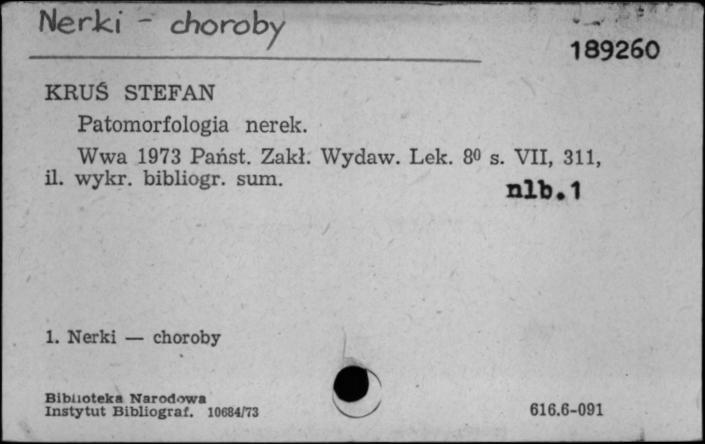 Nerki - choroby
189260
KRUŚ STEFAN
Patomorfologia nerek.
Wwa 1973 Państ. Zakł. Wydaw. Lek. 8⁰ s. VII, 311,
il. wykr. bibliogr. sum.
nlb.1
1. Nerki — choroby
Biblioteka Narodowa
Instytut Bibliograf. 10684/73
616.6-091